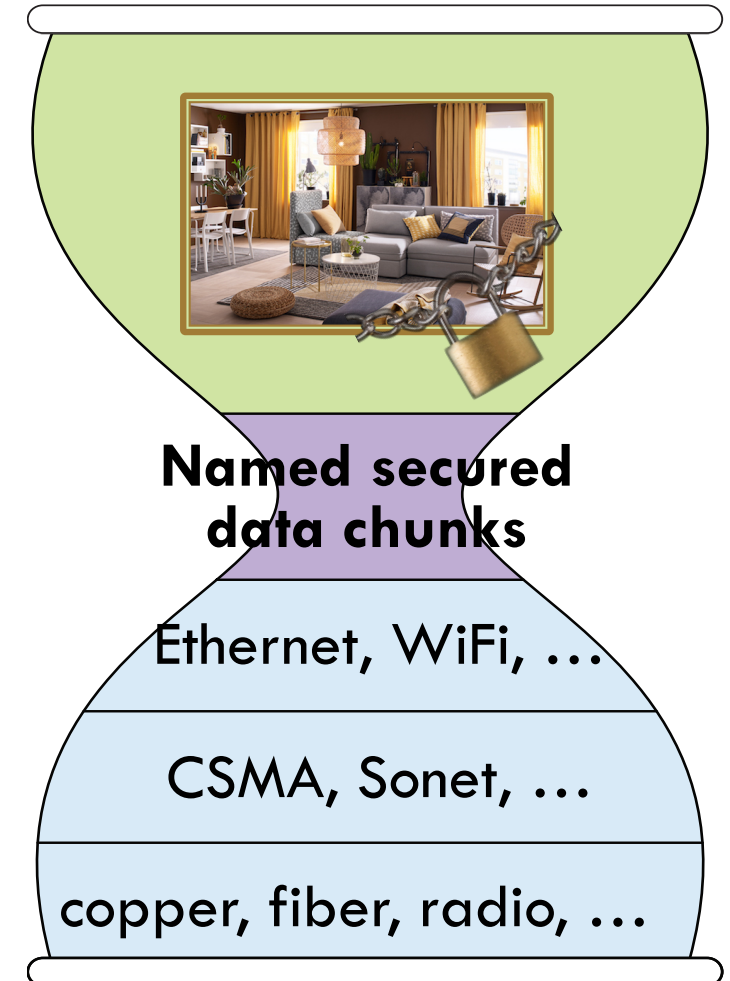 Named secured
data chunks
Ethernet, WiFi, …
CSMA, Sonet, …
copper, fiber, radio, …